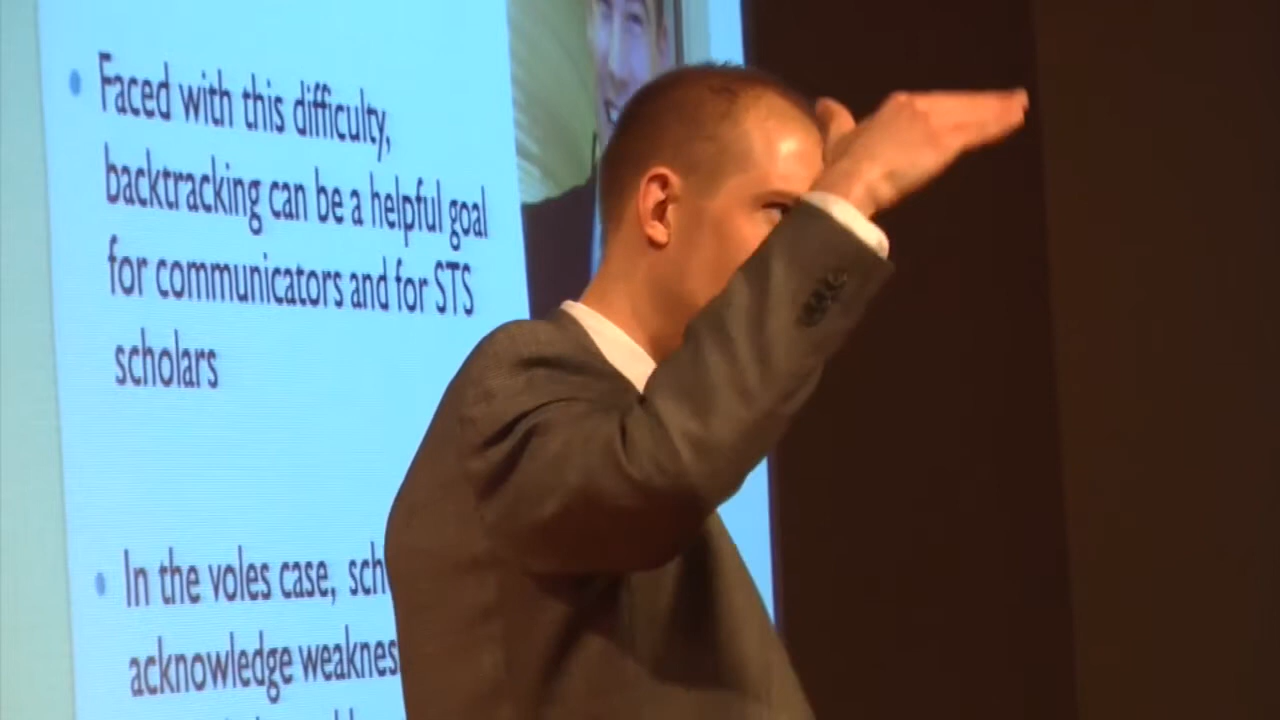 • Faced with this difficulty,
backtracking can be a helpful goal
for communicators and for STS
scholars
• In the voles case, sch
acknowledge weaknes